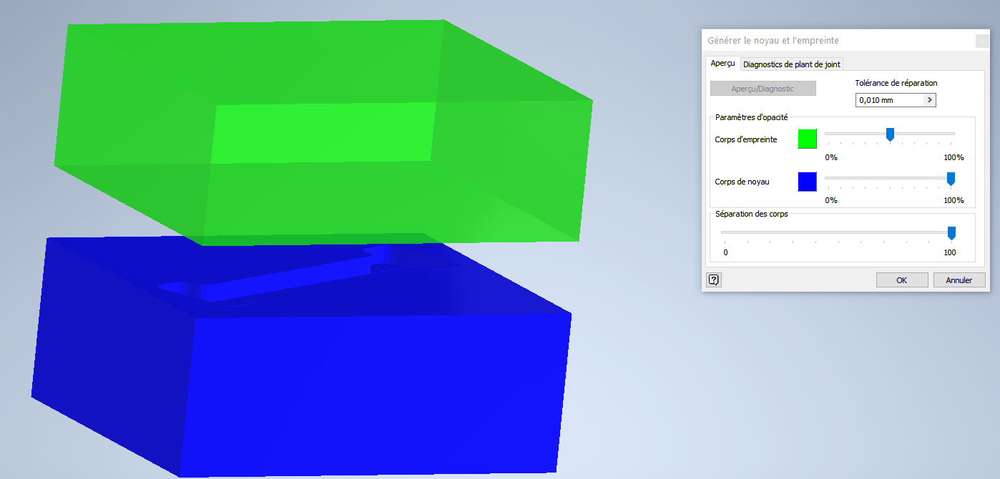 Générer le noyau et l'empreinte
Aperçu
Diagnostics de plant de joint
Aperçu/Diagnostic
Tolérance de réparation
0,010 mm
Paramètres d'opacité
Corps d'empreinte
0%
100%
Corps de noyau
0%
100%
Séparation des corps
0
100
OK
Annuler